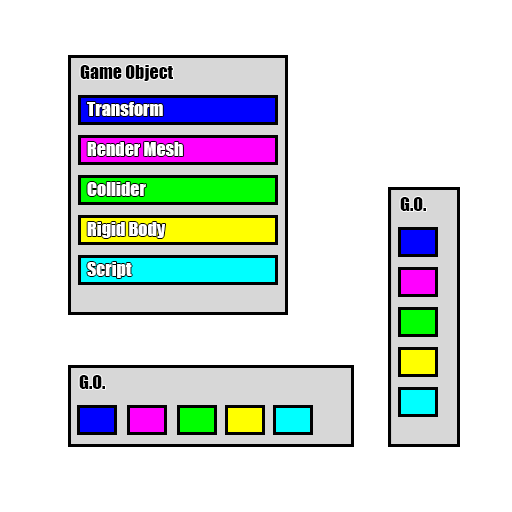 Game Object
Transform
Render Mesh
Collider
Rigid Body
Script
G.O.
G.O.